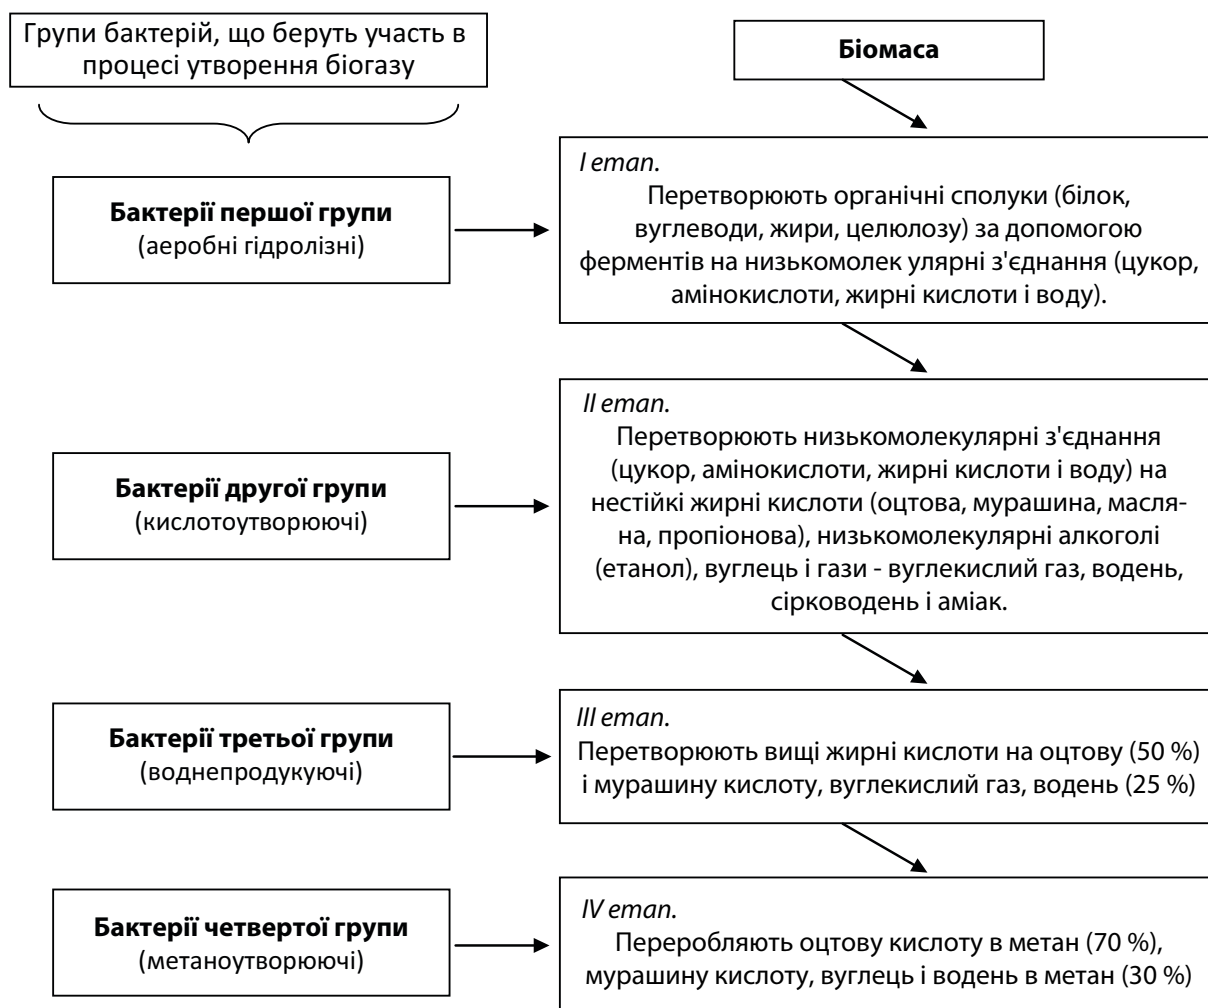 Групи бактерій, що беруть участь в
процесі утворення біогазу
Біомаса
Бактерії першої групи
(аеробні гідролізні)
I етап.
Перетворюють органічні сполуки (білок,
вуглеводи, жири, целюлозу) за допомогою
ферментів на низькомолек улярні з'єднання (цукор,
амінокислоти, жирні кислоти і воду).
Бактерії другої групи
(кислотоутворюючі)
II етап.
Перетворюють низькомолекулярні з'єднання
(цукор, амінокислоти, жирні кислоти і воду) на
нестійкі жирні кислоти (оцтова, мурашина, масля-
на, пропіонова), низькомолекулярні алкоголі
(етанол), вуглець і гази - вуглекислий газ, водень,
сірководень і аміак.
Бактерії третьої групи
(воднепродукуючі)
III етап.
Перетворюють вищі жирні кислоти на оцтову (50 %)
і мурашину кислоту, вуглекислий газ, водень (25 %)
Бактерії четвертої групи
(метаноутворюючі)
IV етап.
Переробляють оцтову кислоту в метан (70 %),
мурашину кислоту, вуглець і водень в метан (30 %)